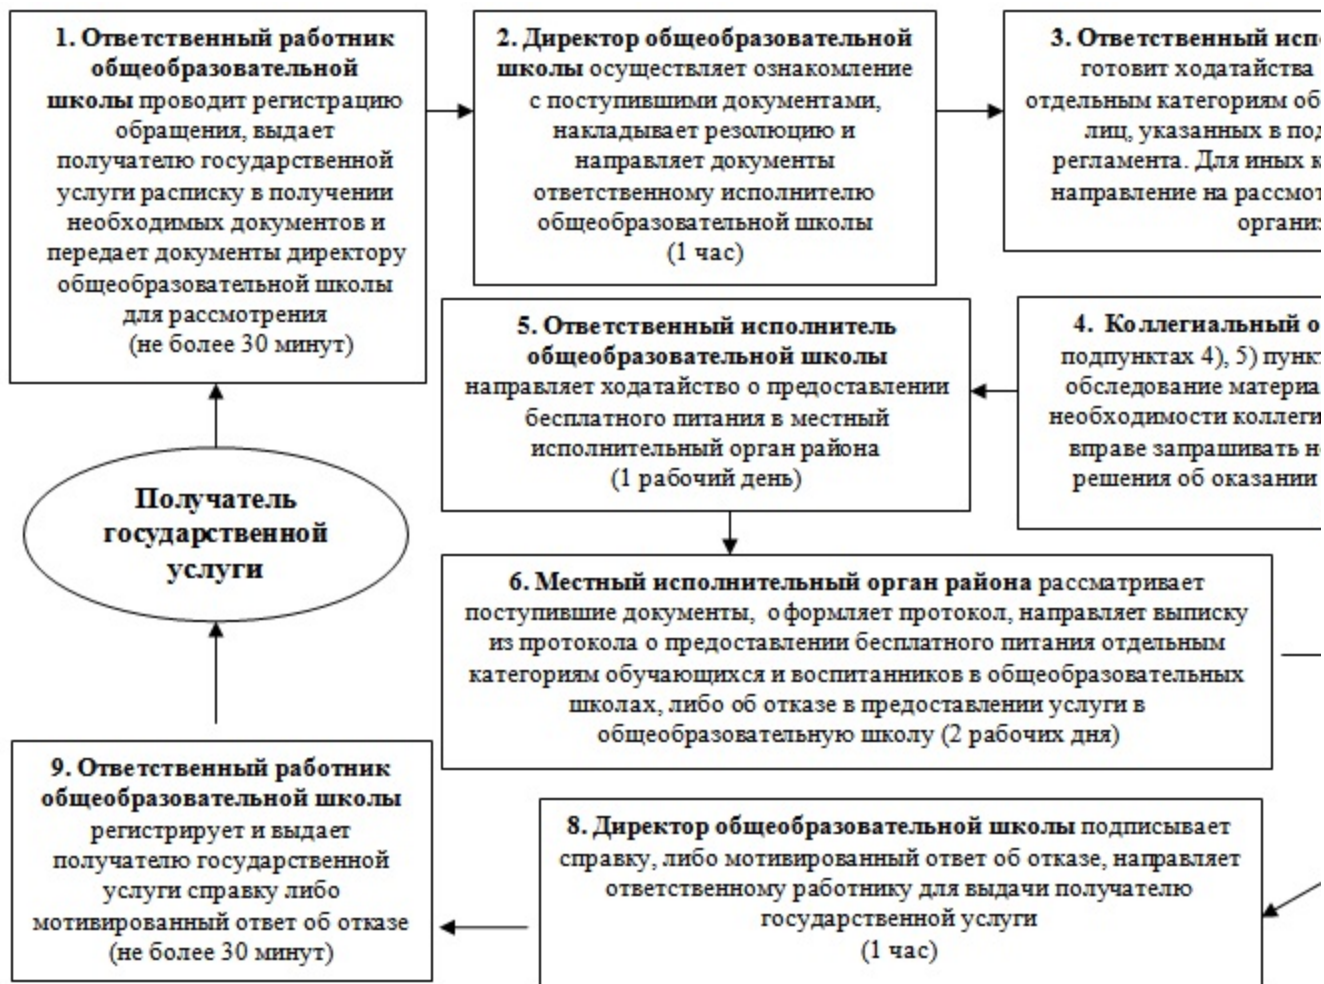 1. Ответственный работник
общеобразовательной
школы проводит регистрацию
обращения, выдает
получателю государственной
услуги расписку в получении
необходимых документов и
передает документы директору
общеобразовательной школы
для рассмотрения
(не более 30 минут)
2. Директор общеобразовательной
школы осуществляет ознакомление
с поступившими документами,
накладывает резолюцию и
направляет документы
ответственному исполнителю
общеобразовательной школы
(1 час)
3. Ответственный
готовит ходатайства
отдельным категориям
лиц, указанных в
регламента. Для иных
направление на
4. Коллегиальный
подпунктах 4), 5)
обследование
необходимости
вправе запрашивать
решения об оказании
5. Ответственный исполнитель
общеобразовательной школы
направляет ходатайство о предоставлении
бесплатного питания в местный
исполнительный орган района
(1 рабочий день)
Получатель
государственной
услуги
6. Местный исполнительный орган района рассматривает
поступившие документы, оформляет протокол, направляет выписку
из протокола о предоставлении бесплатного питания отдельным
категориям обучающихся и воспитанников в общеобразовательных
школах, либо об отказе в предоставлении услуги в
общеобразовательную школу (2 рабочих дня)
8. Директор общеобразовательной школы подписывает
справку, либо мотивированный ответ об отказе, направляет
ответственному работнику для выдачи получателю
государственной услуги
(1 час)
9. Ответственный работник
общеобразовательной школы
регистрирует и выдает
получателю государственной
услуги справку либо
мотивированный ответ об отказе
(не более 30 минут)